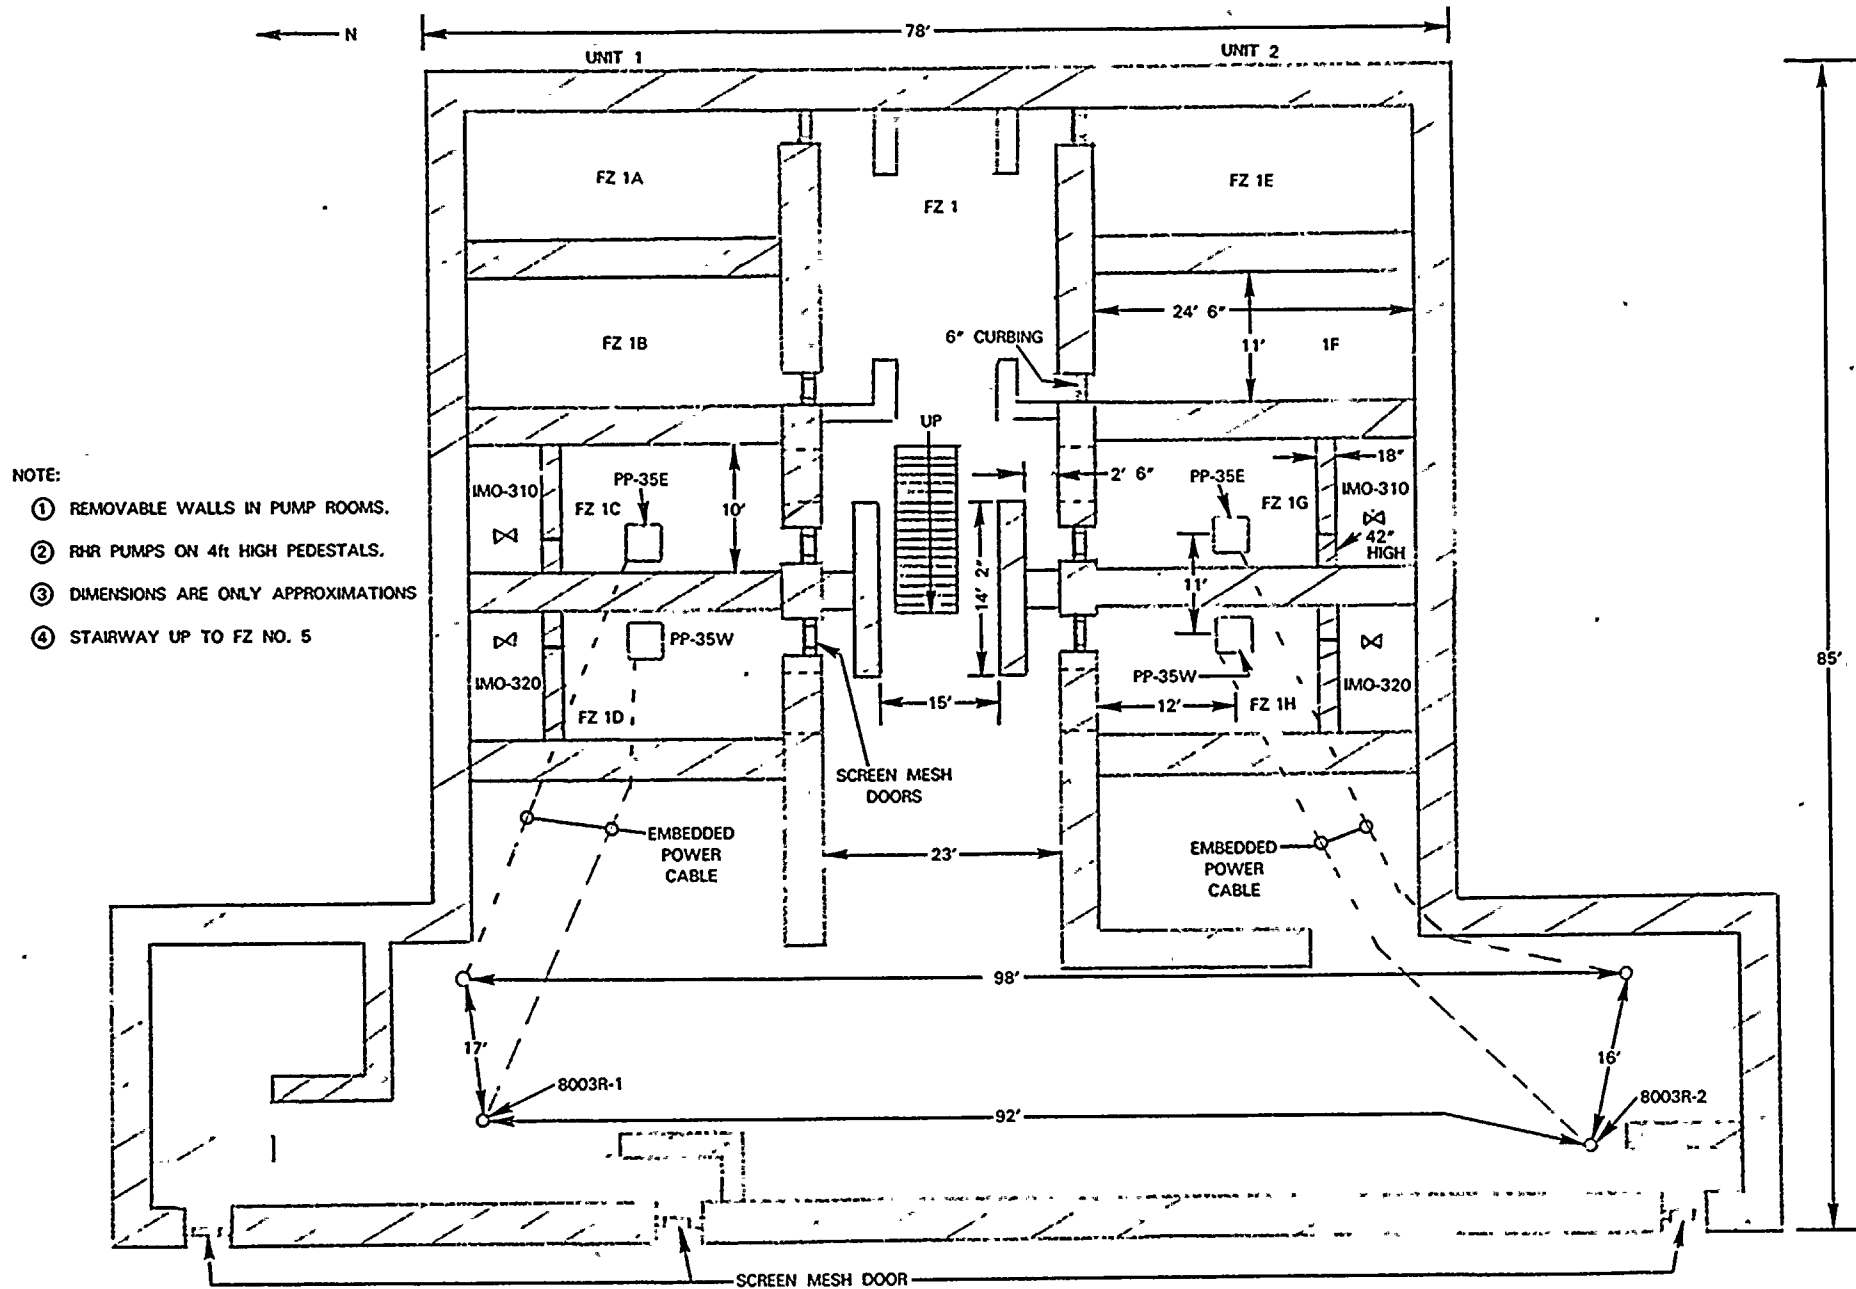 N
78'
UNIT 1
UNIT 2
FZ 1A
FZ 1E
FZ 1
24' 6"
6" CURBING
FZ 1B
11'
1F
UP
NOTE:
① REMOVABLE WALLS IN PUMP ROOMS.
② RHR PUMPS ON 4ft HIGH PEDESTALS.
③ DIMENSIONS ARE ONLY APPROXIMATIONS
④ STAIRWAY UP TO FZ NO. 5
18"
2' 6"
PP-35E
PP-35E
IMO-310
FZ 1C
10'
FZ 1G
IMO-310
42"
HIGH
14' 2"
11'
PP-35W
85'
IMO-320
PP-35W
IMO-320
FZ 1D
15'
12'
FZ 1H
SCREEN MESH
DOORS
EMBEDDED
POWER
CABLE
23'
EMBEDDED
POWER
CABLE
98'
17'
16'
8003R-1
8003R-2
92'
SCREEN MESH DOOR